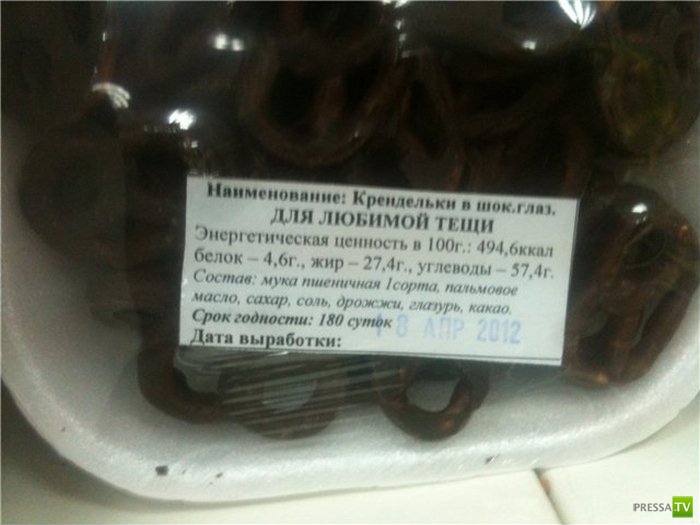 Наименование: Крендельки в шок.глаз.
ДЛЯ ЛЮБИМОЙ ТЕЩИ
Энергетическая ценность в 100г.: 494,6ккал
белок – 4,6г., жир – 27,4г., углеводы – 57,4г.
Состав: мука пшеничная 1сорта, пальмовое
масло, сахар, соль, дрожжи, глазурь, какао.
Срок годности: 180 суток
18 АПР 2012
Дата выработки:
PRESSA.TV